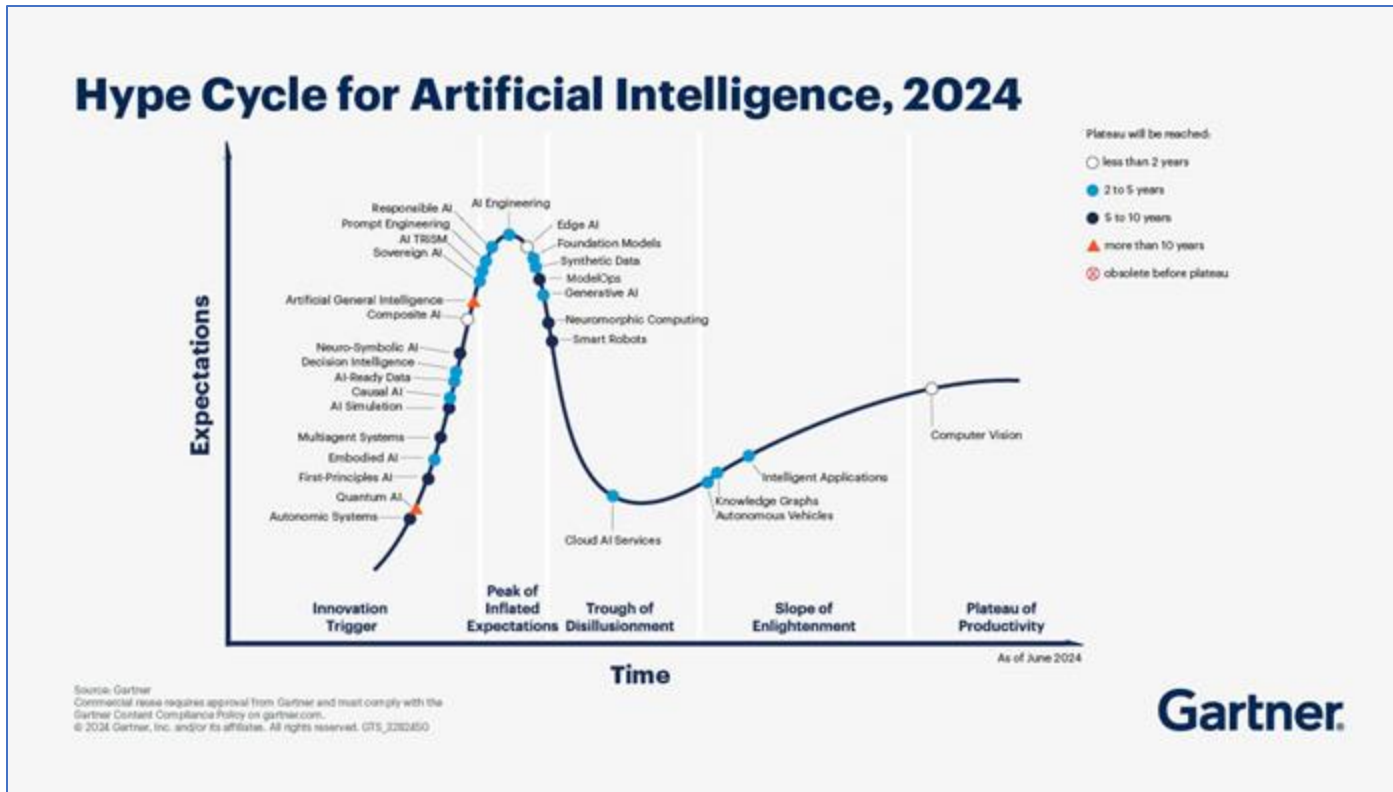 Hype Cycle for Artificial Intelligence, 2024
Plateau will be reached:
less than 2 years
2 to 5 years
5 to 10 years
more than 10 years
obsolete before plateau
Expectations
AI Engineering
Responsible AI
Prompt Engineering
AI TRiSM
Sovereign AI
Artificial General Intelligence
Composite AI
Neuro-Symbolic AI
Decision Intelligence
AI-Ready Data
Causal AI
AI Simulation
Multiagent Systems
Embodied AI
First-Principles AI
Quantum AI
Autonomic Systems
Edge AI
Foundation Models
Synthetic Data
ModelOps
Generative AI
Neuromorphic Computing
Smart Robots
Cloud AI Services
Autonomous Vehicles
Knowledge Graphs
Intelligent Applications
Computer Vision
Innovation
Trigger
Peak of
Inflated
Expectations
Trough of
Disillusionment
Slope of
Enlightenment
Plateau of
Productivity
Time
As of June 2024
Source: Gartner
Commercial reuse requires approval from Gartner and must comply with the
Gartner Content Compliance Policy on gartner.com.
© 2024 Gartner, Inc. and/or its affiliates. All rights reserved. GTS_3282450
Gartner®